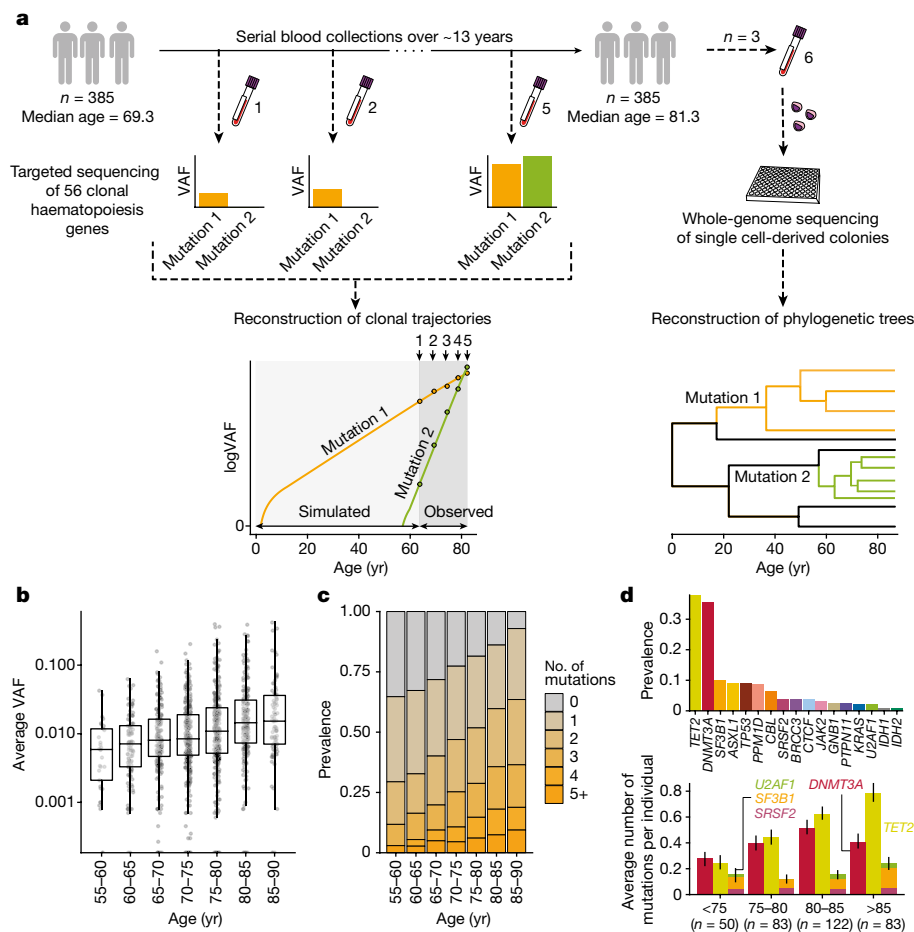 a
Serial blood collections over ~13 years
n = 3
6
n = 385
Median age = 69.3
1
2
5
n = 385
Median age = 81.3
Targeted sequencing
of 56 clonal
haematopoiesis
genes
VAF
Mutation 1
Mutation 2
VAF
Mutation 1
Mutation 2
VAF
Mutation 1
Mutation 2
Whole-genome sequencing
of single cell-derived colonies
Reconstruction of clonal trajectories
1 2 3 4 5
logVAF
0
Mutation 1
Mutation 2
Simulated
Observed
0 20 40 60 80
Age (yr)
Reconstruction of phylogenetic trees
Mutation 1
Mutation 2
0 20 40 60 80
Age (yr)
b
Average VAF
0.100
0.010
0.001
55–60 60–65 65–70 70–75 75–80 80–85 85–90
Age (yr)
c
Prevalence
1.00
0.75
0.50
0.25
0
55–60 60–65 65–70 70–75 75–80 80–85 85–90
Age (yr)
No. of
mutations
0
1
2
3
4
5+
d
Prevalence
0.3
0.2
0.1
0
TET2 DNMT3A SF3B1 ASXL1 TP53 PPM1D CBL SRSF2 BRCC3 CTCF JAK2 GNB1 PTPN11 KRAS U2AF1 IDH1 IDH2
Average number of
mutations per individual
0.8
0.6
0.4
0.2
0
U2AF1
SF3B1
SRSF2
DNMT3A
TET2
<75 75–80 80–85 >85
(n = 50) (n = 83) (n = 122) (n = 83)
Age (yr)